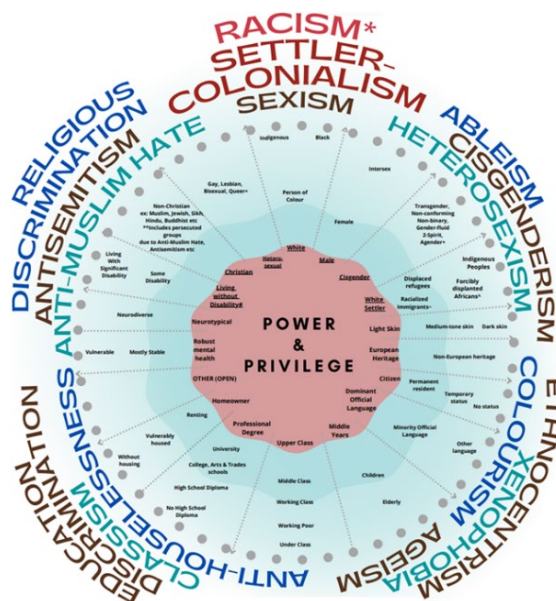 RACISM*
SETTLER-
COLONIALISM
SEXISM
ABLEISM
CISGENDERISM
HETEROSEXISM
COLOURISM
ETHNOCENTRISM
XENOPHOBIA
AGEISM
ANTI-HOUSELESSNESS
CLASSISM
EDUCATION
DISCRIMINATION
RELIGIOUS
DISCRIMINATION
ANTISEMITISM
ANTI-MUSLIM HATE
Indigenous
Black
Person of
Colour
White
Intersex
Female
Male
Transgender,
Non-conforming
Non-binary,
Gender-fluid
2-Spirit,
Agender+
Cisgender
Indigenous
Peoples
Forcibly
displanted
Africans^
Displaced
refugees
Racialized
immigrants~
White
Settler
Light Skin
Medium-tone skin
Dark skin
European
Heritage
Non-European heritage
Citizen
Permanent
resident
Temporary
status
No status
Dominant
Official
Language
Minority Official
Language
Other
language
Middle
Years
Children
Elderly
Upper Class
Middle Class
Working Class
Working Poor
Under Class
Professional
Degree
University
College, Arts & Trades
schools
High School Diploma
No High School
Diploma
Homeowner
Renting
Vulnerably
housed
Without
housing
OTHER (OPEN)
Robust
mental
health
Mostly Stable
Vulnerable
Neurotypical
Neurodiverse
Living
without
Disability#
Some
Disability
Living
With
Significant
Disability
Christian
Non-Christian
ex: Muslim, Jewish, Sikh,
Hindu, Buddhist etc
**Includes persecuted
groups
due to Anti-Muslim Hate,
Antisemitism etc
Hetero-
sexual
Gay, Lesbian,
Bisexual, Queer+
POWER
&
PRIVILEGE